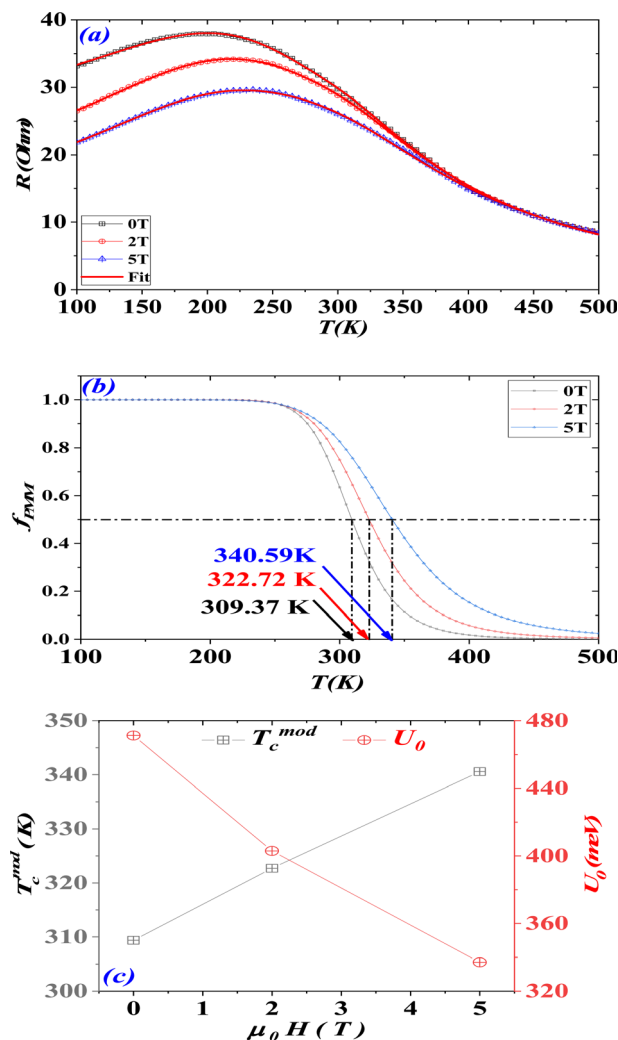 (a)
40
30
20
10
0
R(Ohm)
0T
2T
5T
Fit
100 150 200 250 300 350 400 450 500
T(K)
(b)
1.0
0.8
0.6
0.4
0.2
0.0
f_PMM
0T
2T
5T
340.59K
322.72 K
309.37 K
100 200 300 400 500
T(K)
350
340
330
320
310
300
T_c^mod (K)
T_c^mod
U_0
480
440
400
360
320
U_0(meV)
(c)
0 1 2 3 4 5
μ_0 H ( T )